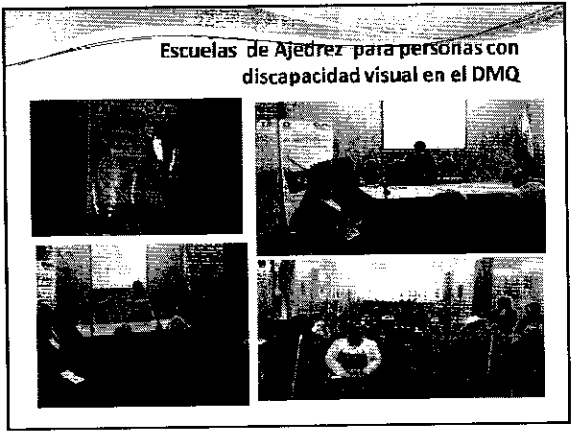 Escuelas de Ajedrez para personas con
discapacidad visual en el DMQ